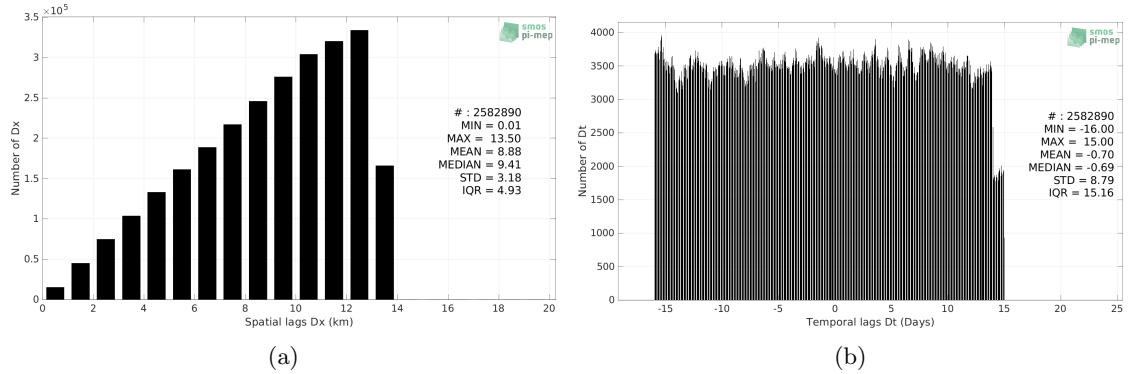 ×10⁵
3.5
3
2.5
2
1.5
1
0.5
0
Number of Dx
0 2 4 6 8 10 12 14 16 18 20
Spatial lags Dx (km)
smos
pi-mep
# : 2582890
MIN = 0.01
MAX = 13.50
MEAN = 8.88
MEDIAN = 9.41
STD = 3.18
IQR = 4.93
(a)
4000
3500
3000
2500
2000
1500
1000
500
0
Number of Dt
-15 -10 -5 0 5 10 15 20 25
Temporal lags Dt (Days)
smos
pi-mep
# : 2582890
MIN = -16.00
MAX = 15.00
MEAN = -0.70
MEDIAN = -0.69
STD = 8.79
IQR = 15.16
(b)